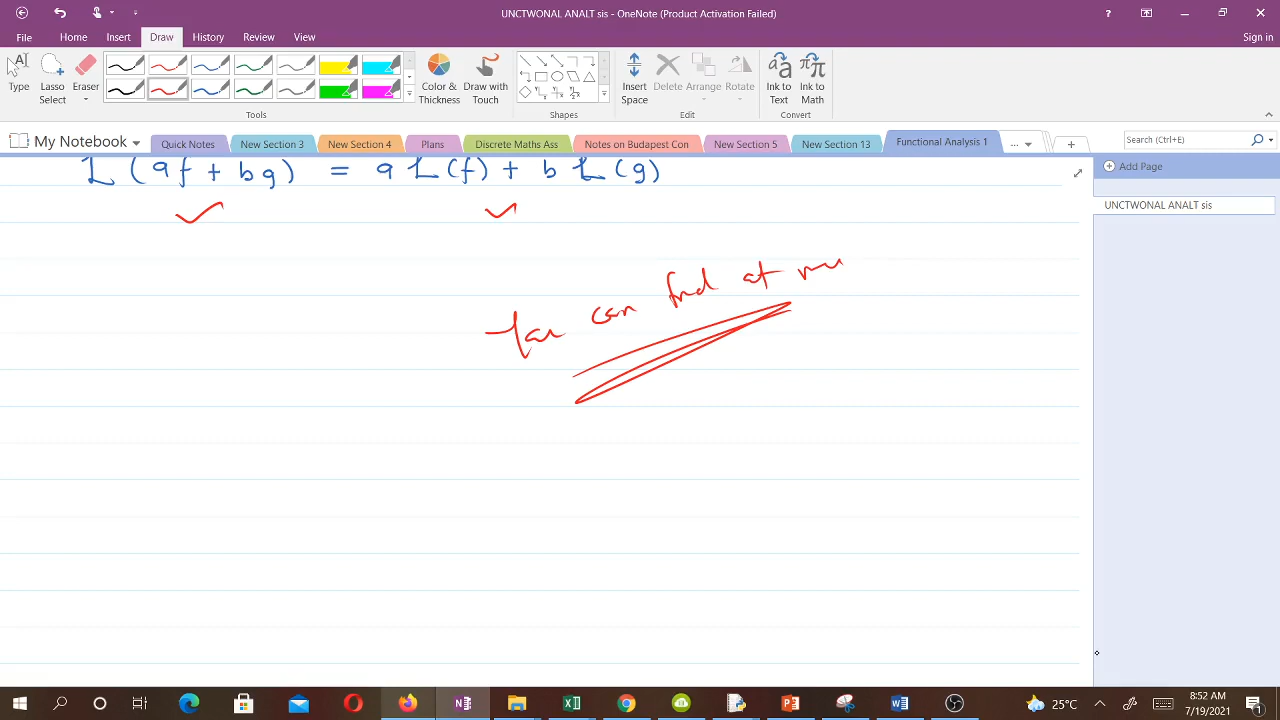 UNCTWONAL ANALT sis - OneNote (Product Activation Failed)
File Home Insert Draw History Review View Sign in
Type Lasso Select Eraser Color & Thickness Draw with Touch Insert Space Delete Arrange Rotate Ink to Text Ink to Math
Tools Shapes Edit Convert
My Notebook Quick Notes New Section 3 New Section 4 Plans Discrete Maths Ass Notes on Budapest Con New Section 5 New Section 13 Functional Analysis 1 ... Search (Ctrl+E)
L (af + bg) = a L(f) + b L(g)
Add Page
UNCTWONAL ANALT sis
can find at
25°C 8:52 AM
7/19/2021